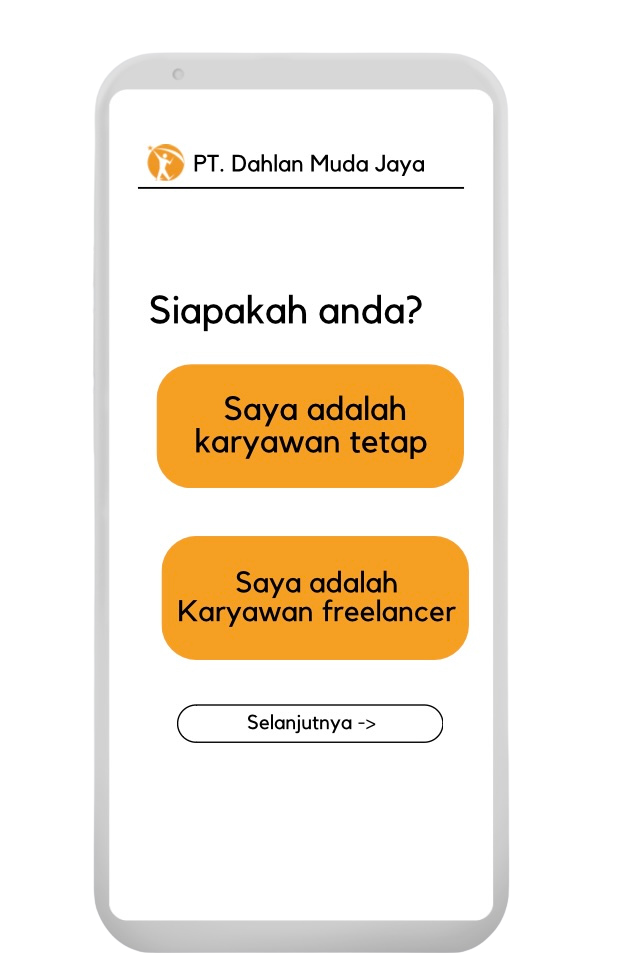 PT. Dahlan Muda Jaya
Siapakah anda?
Saya adalah
karyawan tetap
Saya adalah
Karyawan freelancer
Selanjutnya ->